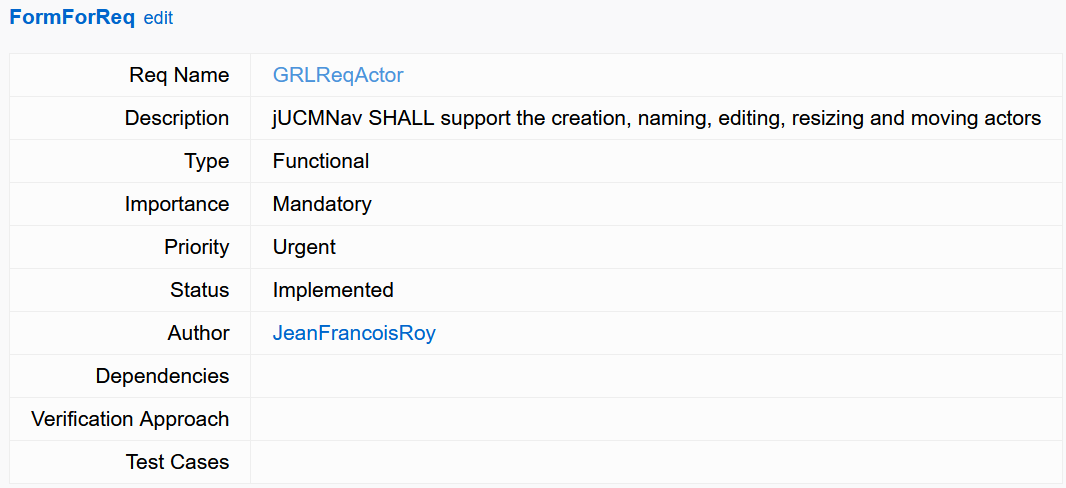 FormForReq edit
Req Name GRLReqActor
Description jUCMNav SHALL support the creation, naming, editing, resizing and moving actors
Type Functional
Importance Mandatory
Priority Urgent
Status Implemented
Author JeanFrancoisRoy
Dependencies
Verification Approach
Test Cases